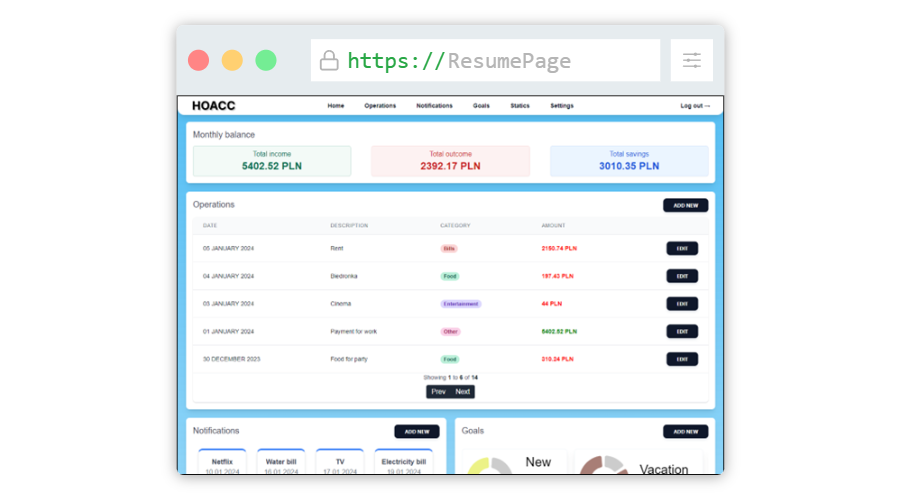 https://ResumePage
HOACC Home Operations Notifications Goals Statics Settings Log out
Monthly balance
Total income Total outcome Total savings
5402.52 PLN 2392.17 PLN 3010.35 PLN
Operations ADD NEW
DATE DESCRIPTION CATEGORY AMOUNT
05 JANUARY 2024 Rent Bills 2150.74 PLN EDIT
04 JANUARY 2024 Biedronka Food 197.43 PLN EDIT
03 JANUARY 2024 Cinema Entertainment 44 PLN EDIT
01 JANUARY 2024 Payment for work Other 5402.52 PLN EDIT
30 DECEMBER 2023 Food for party Food EDIT
Showing 1 to 5 of 14
Prev Next
Notifications ADD NEW Goals ADD NEW
Netflix Water bill TV Electricity bill New Vacation
10.01.2024 16.01.2024 17.01.2024 19.01.2024